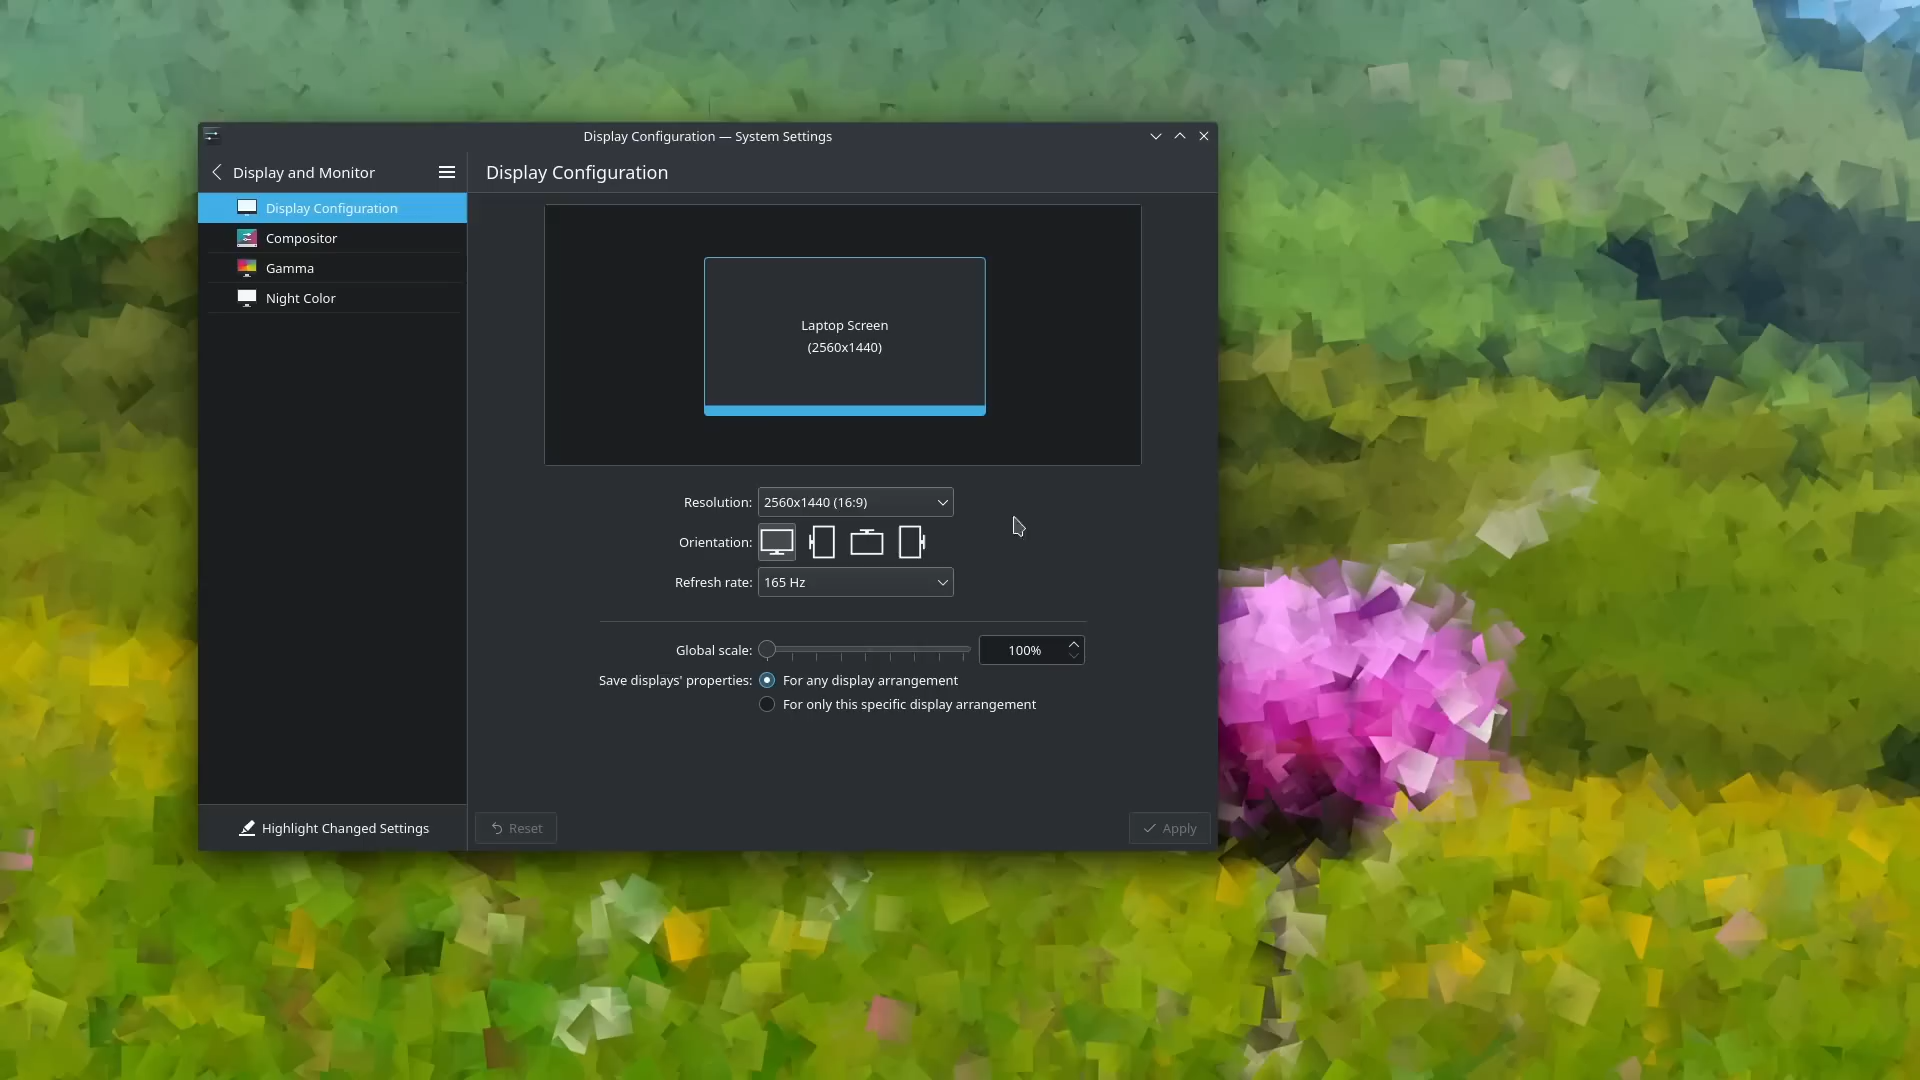 Display Configuration — System Settings
Display and Monitor
Display Configuration
Display Configuration
Compositor
Gamma
Night Color
Laptop Screen
(2560x1440)
Resolution: 2560x1440 (16:9)
Orientation:
Refresh rate: 165 Hz
Global scale: 100%
Save displays' properties: For any display arrangement
For only this specific display arrangement
Highlight Changed Settings
Reset
Apply